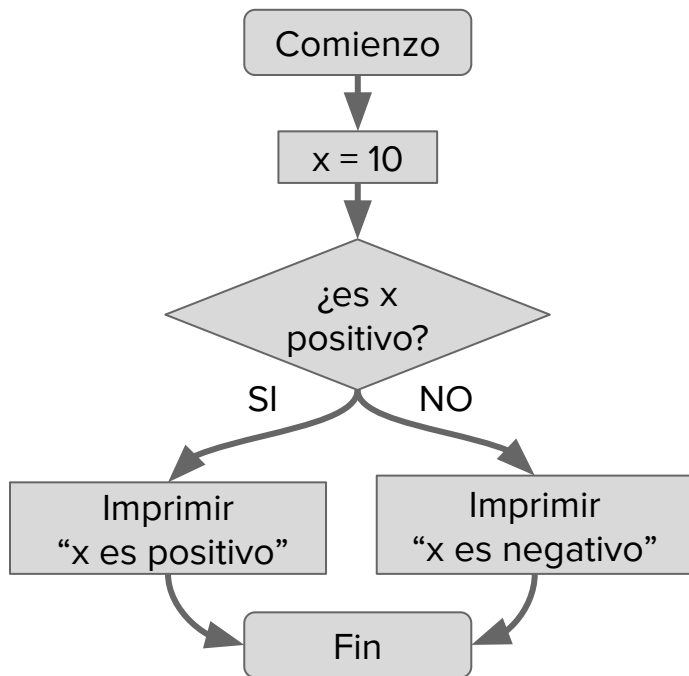 Comienzo
x = 10
¿es x
positivo?
SI
NO
Imprimir
“x es positivo”
Imprimir
“x es negativo”
Fin